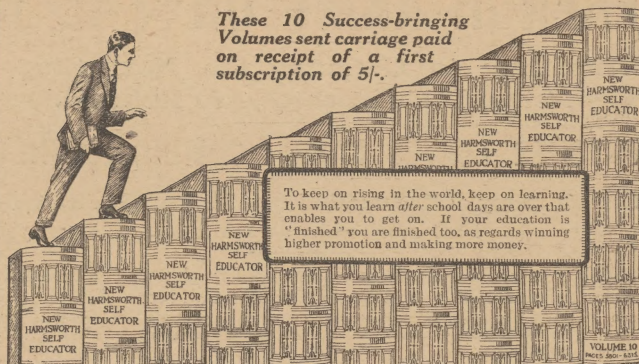 These 10 Success-bringing
Volumes sent carriage paid
on receipt of a first
subscription of 5/-.
To keep on rising in the world, keep on learning.
It is what you learn after school days are over that
enables you to get on. If your education is
"finished" you are finished too, as regards winning
higher promotion and making more money.
NEW
HARMSWORTH
SELF
EDUCATOR
NEW
HARMSWORTH
SELF
EDUCATOR
NEW
HARMSWORTH
SELF
EDUCATOR
NEW
HARMSWORTH
SELF
EDUCATOR
NEW
HARMSWORTH
NEW
HARMSWORTH
SELF
EDUCATOR
NEW
HARMSWORTH
SELF
EDUCATOR
NEW
HARMSWORTH
SELF
EDUCATOR
VOLUME 10